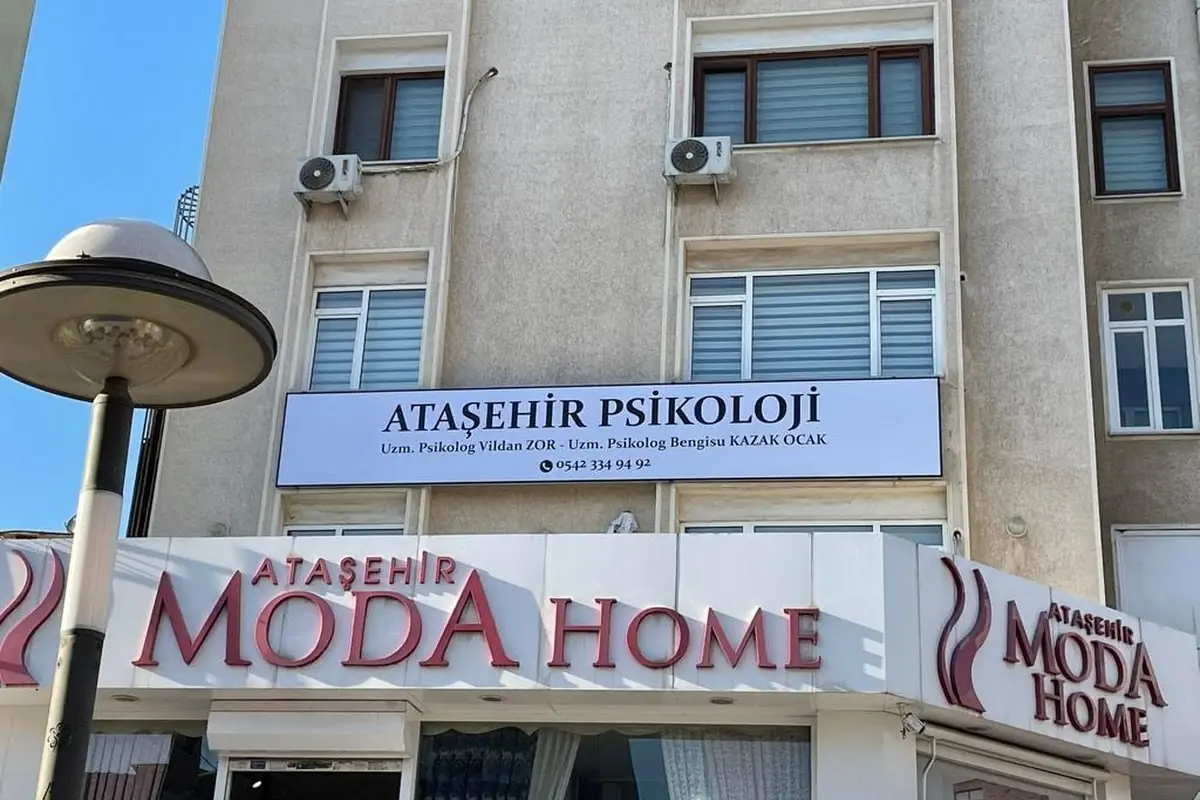 ATAŞEHİR PSİKOLOJİ
Uzm. Psikolog Vildan ZOR - Uzm. Psikolog Bengisu KAZAK OCAK
0542 334 94 92
ATAŞEHİR
MODA HOME
ATAŞEHİR
MODA
HOME